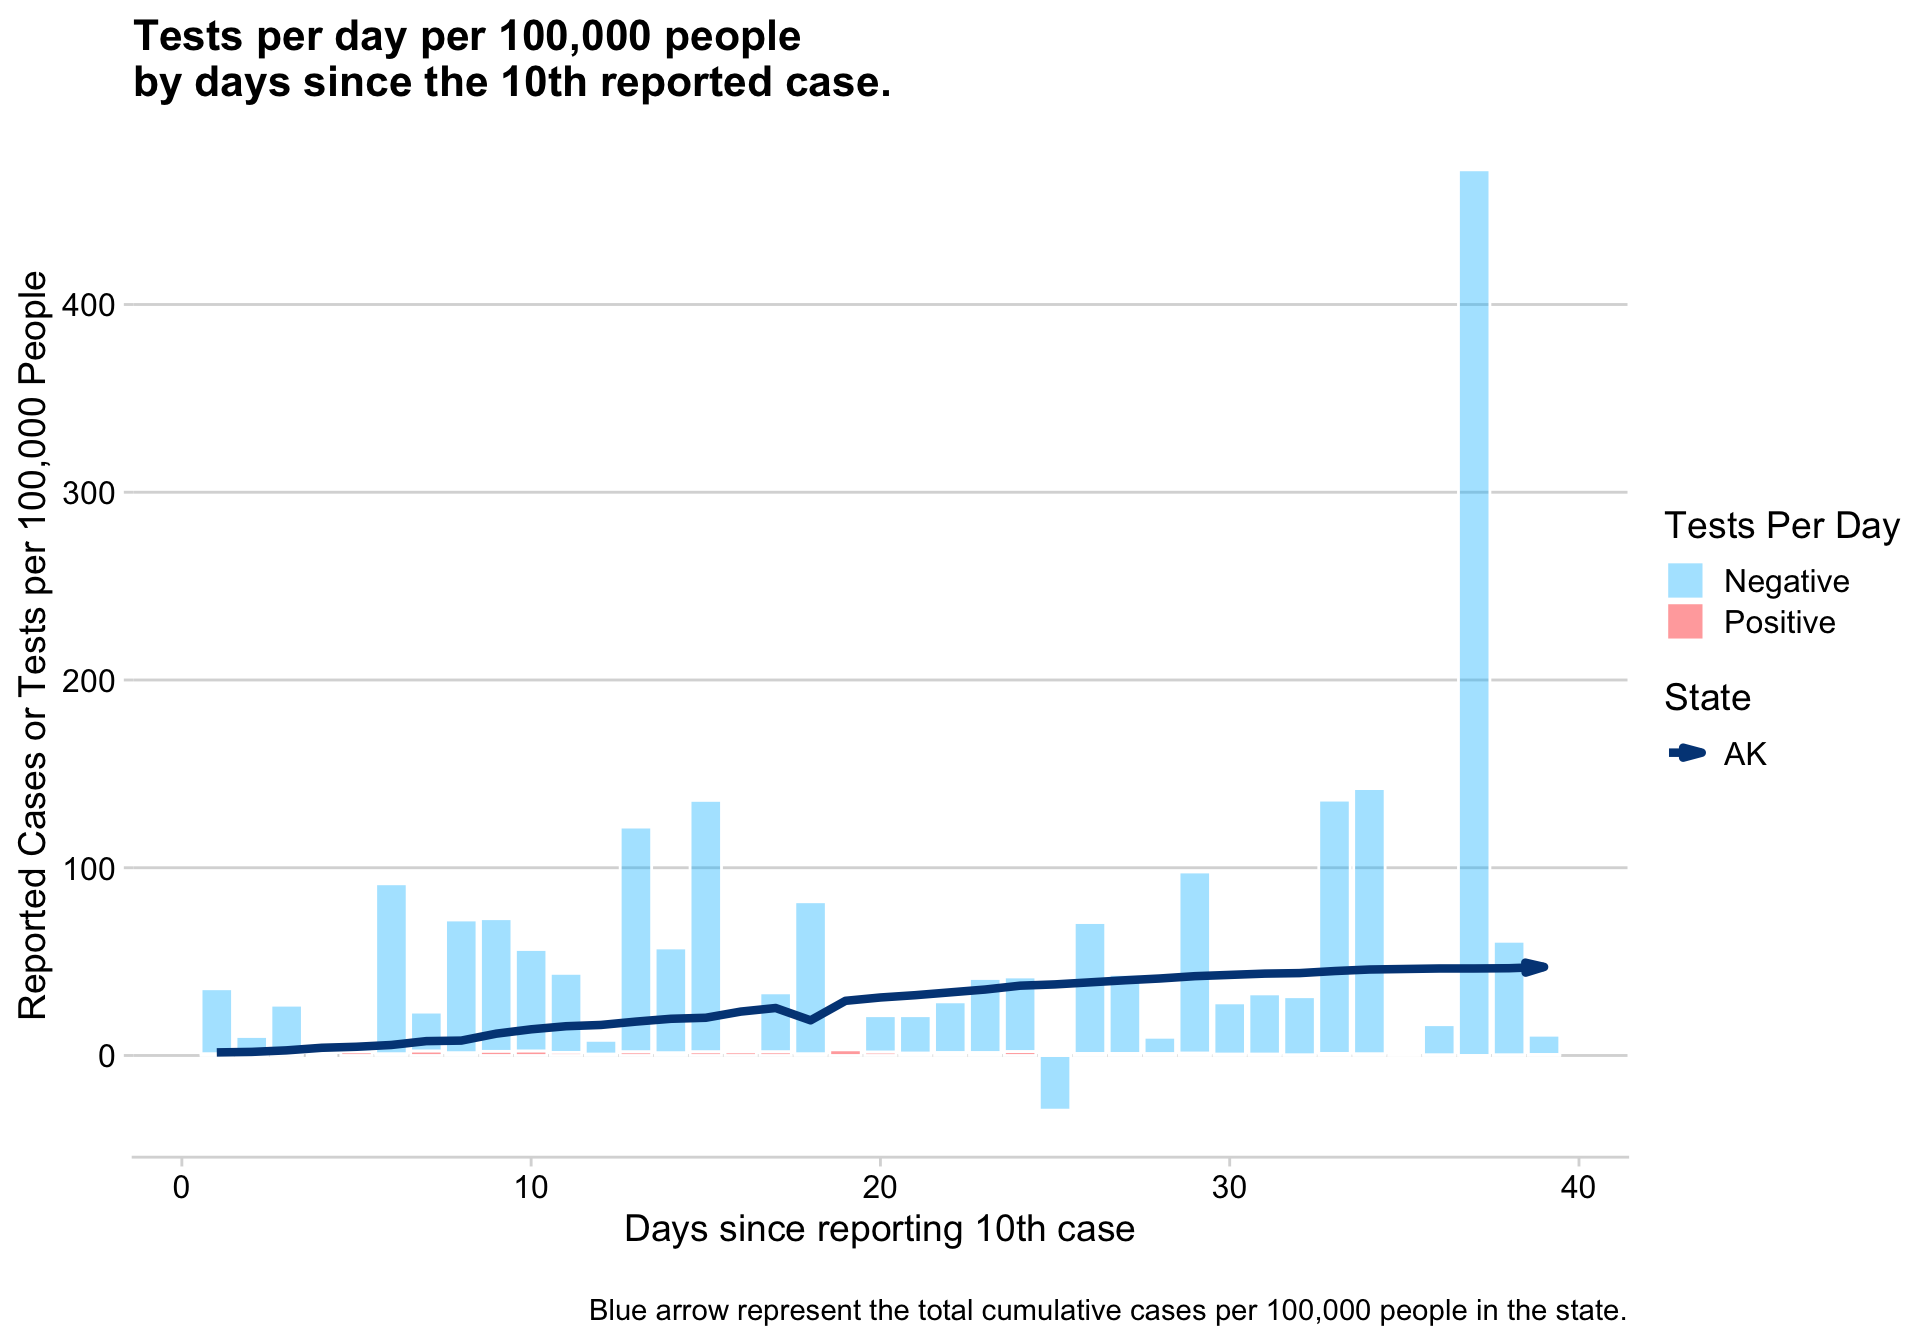 Tests per day per 100,000 people
by days since the 10th reported case.
Reported Cases or Tests per 100,000 People
400
300
200
100
0
0
10
20
30
40
Days since reporting 10th case
Tests Per Day
Negative
Positive
State
AK
Blue arrow represent the total cumulative cases per 100,000 people in the state.